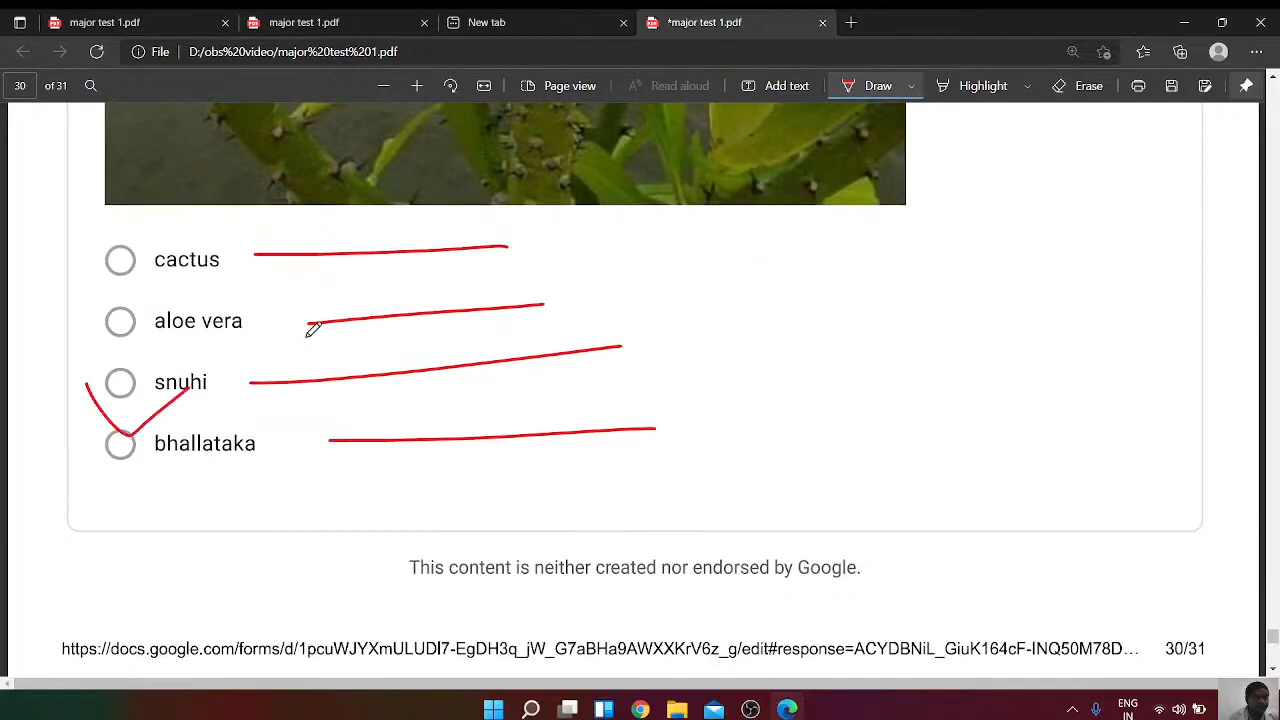 major test 1.pdf
major test 1.pdf
New tab
*major test 1.pdf
File
D:/obs%20video/major%20test%201.pdf
30 of 31
Page view
Read aloud
Add text
Draw
Highlight
Erase
cactus
aloe vera
snuhi
bhallataka
This content is neither created nor endorsed by Google.
https://docs.google.com/forms/d/1pcuWJYXmULUDl7-EgDH3q_jW_G7aBHa9AWXXKrV6z_g/edit#response=ACYDBNiL_GiuK164cF-INQ50M78D... 30/31
ENG
IN